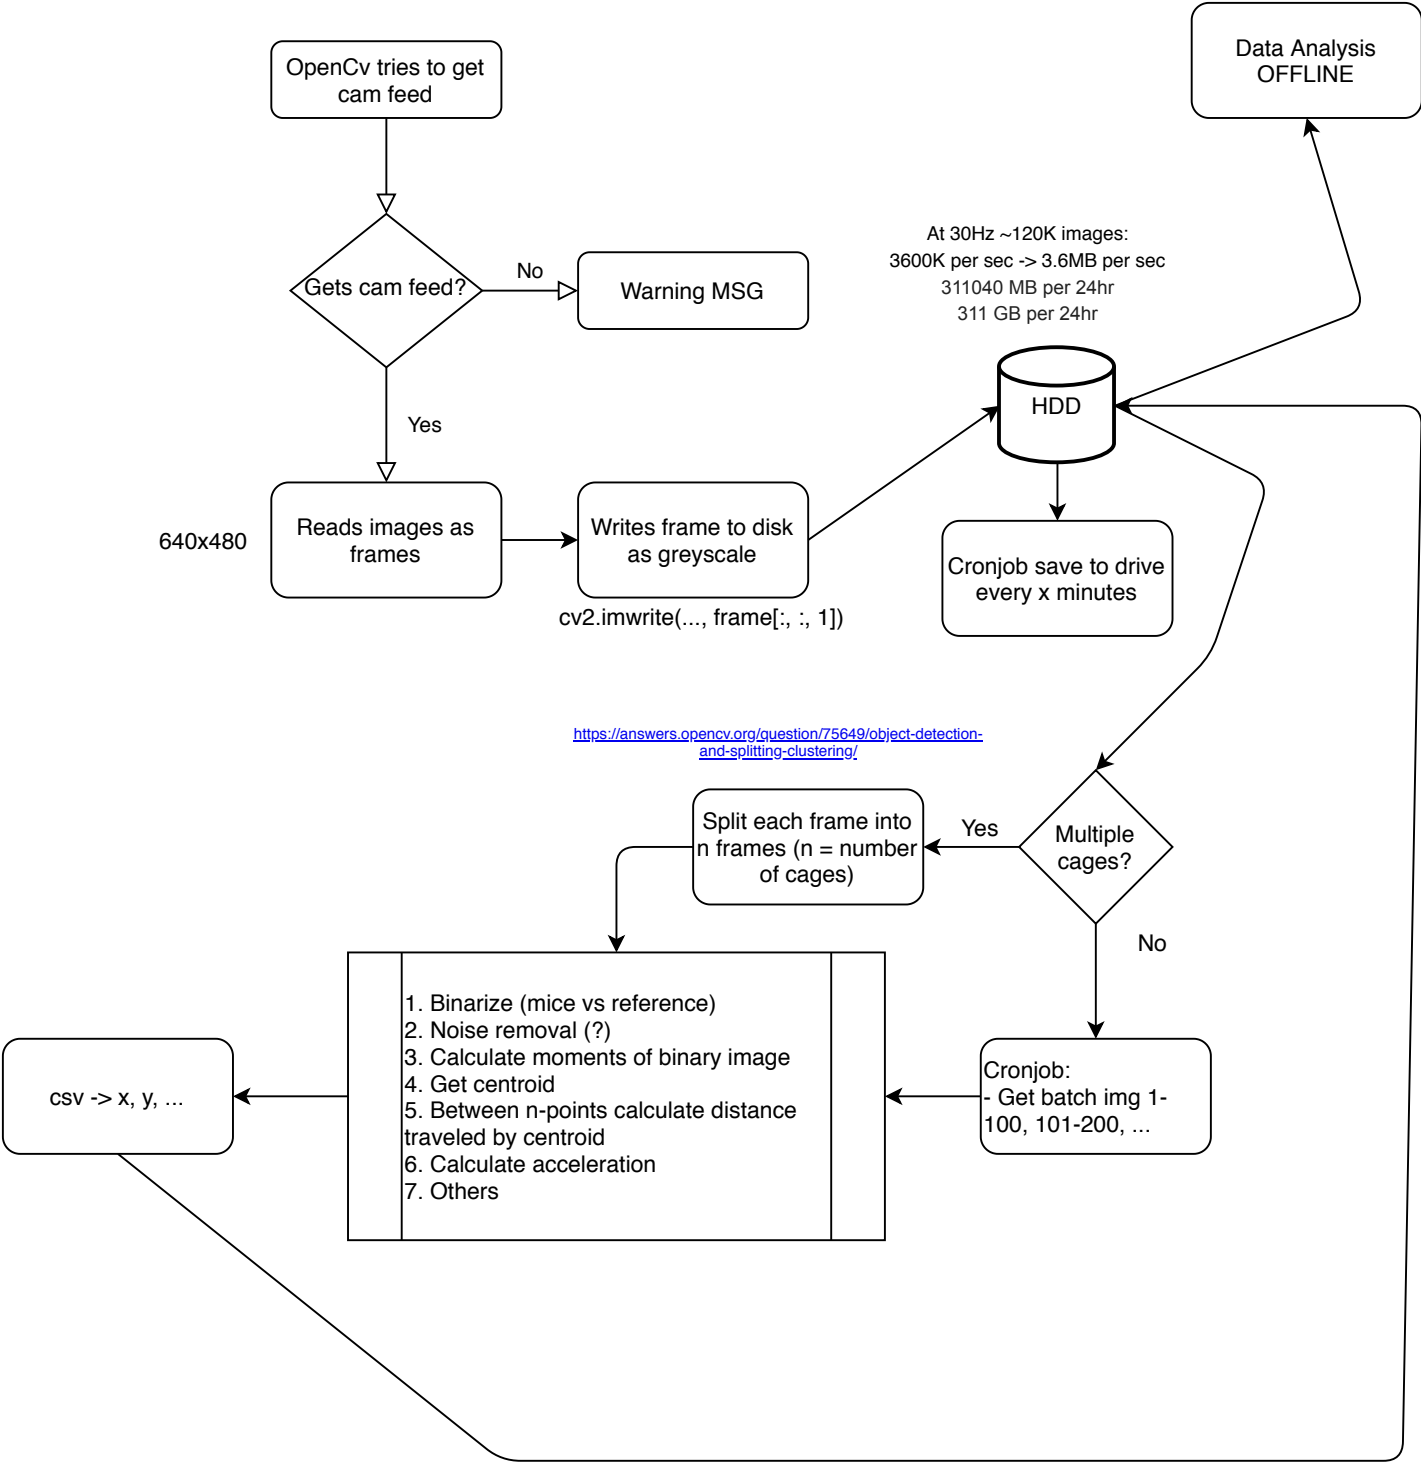 OpenCv tries to get
cam feed
Data Analysis
OFFLINE
Gets cam feed?
No
Warning MSG
At 30Hz ~120K images:
3600K per sec -> 3.6MB per sec
311040 MB per 24hr
311 GB per 24hr
HDD
Yes
640x480
Reads images as
frames
Writes frame to disk
as greyscale
cv2.imwrite(..., frame[:, :, 1])
Cronjob save to drive
every x minutes
https://answers.opencv.org/question/75649/object-detection-
and-splitting-clustering/
Split each frame into
n frames (n = number
of cages)
Yes
Multiple
cages?
No
1. Binarize (mice vs reference)
2. Noise removal (?)
3. Calculate moments of binary image
4. Get centroid
5. Between n-points calculate distance
traveled by centroid
6. Calculate acceleration
7. Others
csv -> x, y, ...
Cronjob:
- Get batch img 1-
100, 101-200, ...